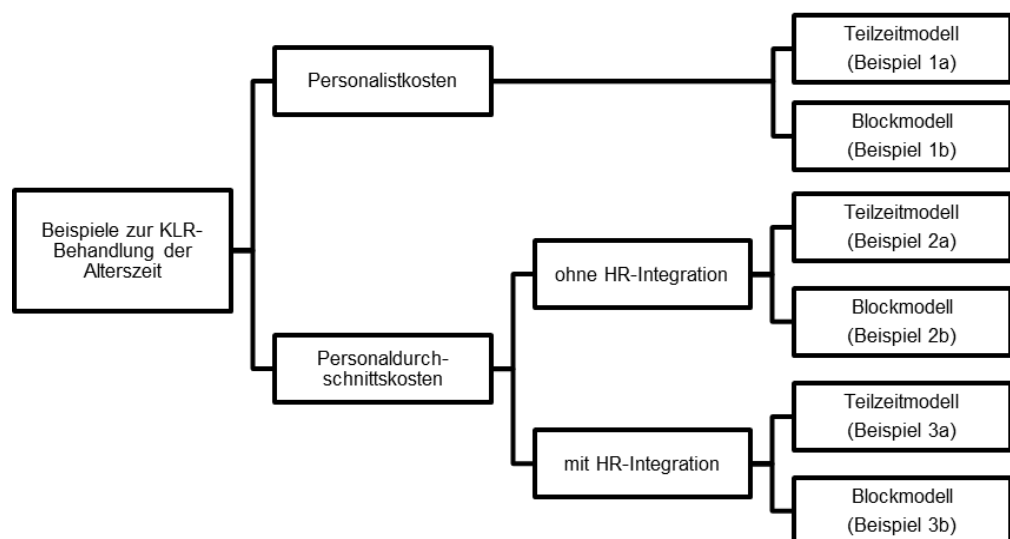 Beispiele zur KLR-
Behandlung der
Alterszeit
Personalistkosten
Teilzeitmodell
(Beispiel 1a)
Blockmodell
(Beispiel 1b)
Personaldurch-
schnittskosten
ohne HR-Integration
Teilzeitmodell
(Beispiel 2a)
Blockmodell
(Beispiel 2b)
mit HR-Integration
Teilzeitmodell
(Beispiel 3a)
Blockmodell
(Beispiel 3b)